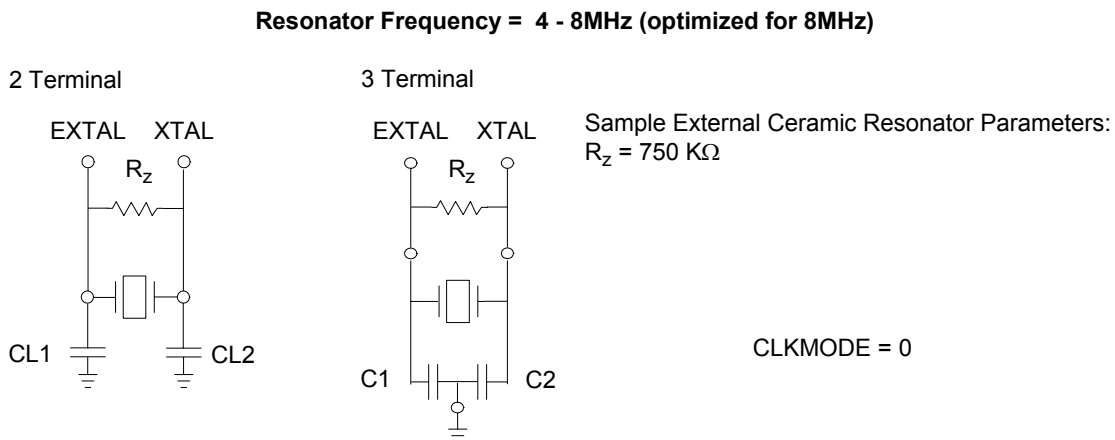 Resonator Frequency =  4 - 8MHz (optimized for 8MHz)
2 Terminal
EXTAL XTAL
Rz
CL1 CL2
3 Terminal
EXTAL XTAL
Rz
C1 C2
Sample External Ceramic Resonator Parameters:
Rz = 750 KΩ
CLKMODE = 0